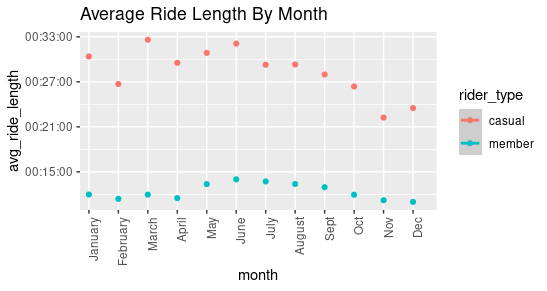 Average Ride Length By Month
avg_ride_length
00:33:00
00:27:00
00:21:00
00:15:00
January
February
March
April
May
June
July
August
Sept
Oct
Nov
Dec
month
rider_type
casual
member